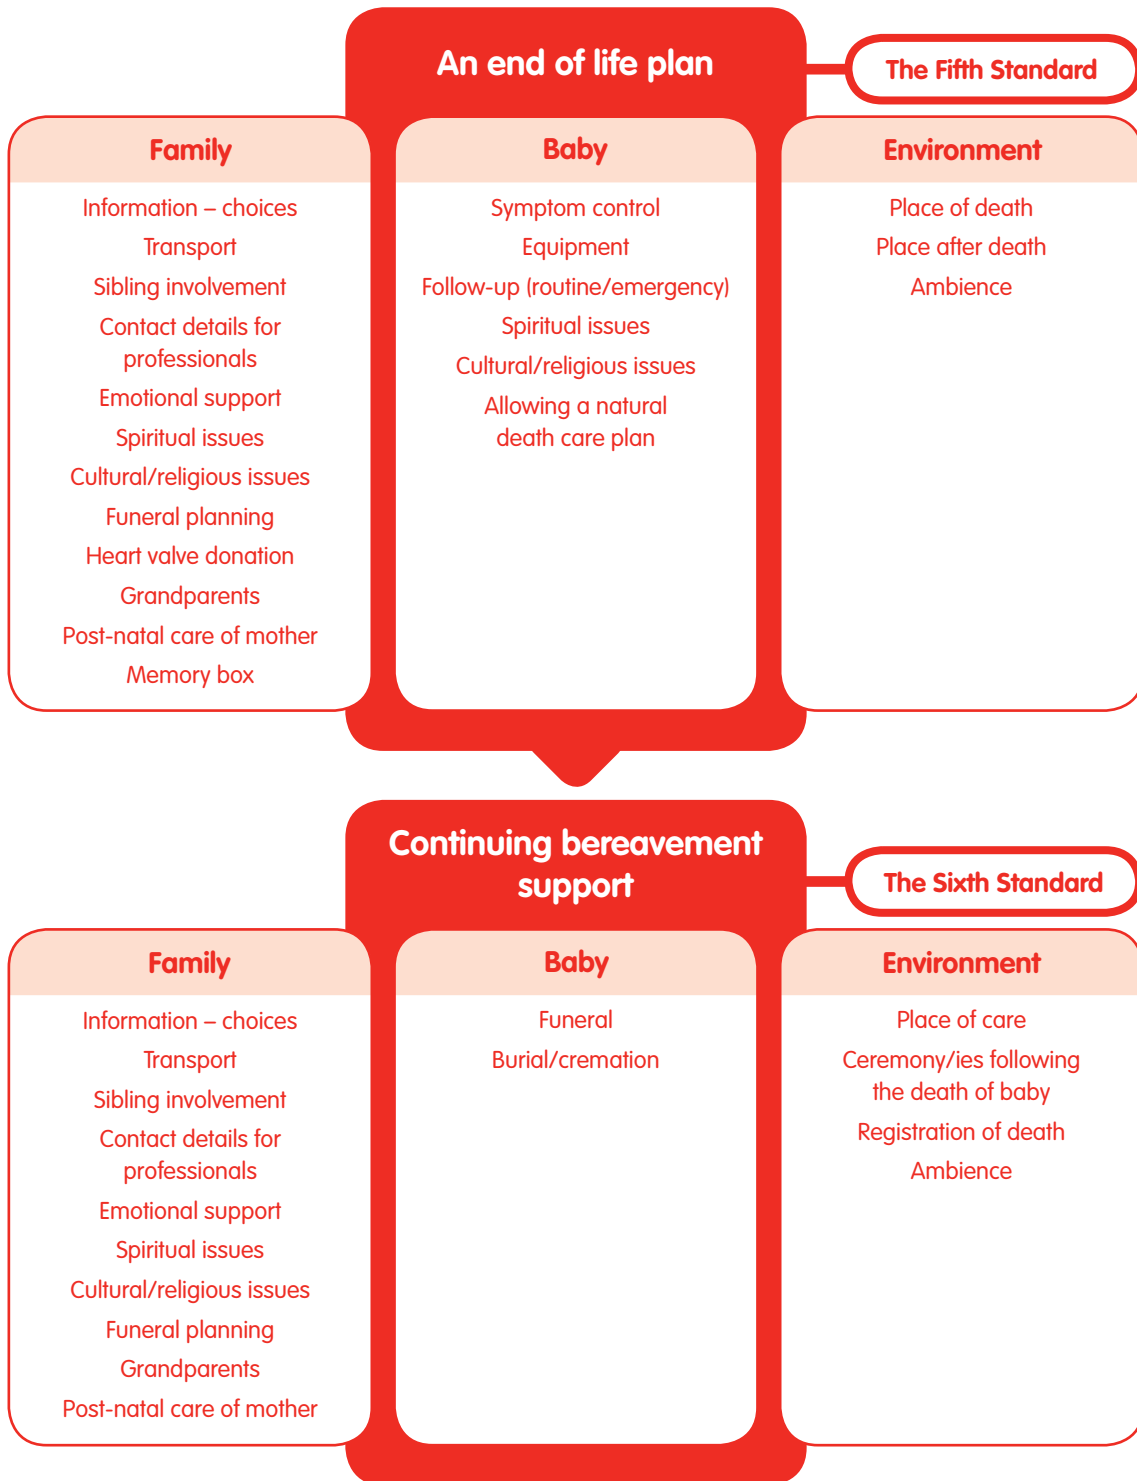 An end of life plan
The Fifth Standard
Family
Information – choices
Transport
Sibling involvement
Contact details for
professionals
Emotional support
Spiritual issues
Cultural/religious issues
Funeral planning
Heart valve donation
Grandparents
Post-natal care of mother
Memory box
Baby
Symptom control
Equipment
Follow-up (routine/emergency)
Spiritual issues
Cultural/religious issues
Allowing a natural
death care plan
Environment
Place of death
Place after death
Ambience
Continuing bereavement
support
The Sixth Standard
Family
Information – choices
Transport
Sibling involvement
Contact details for
professionals
Emotional support
Spiritual issues
Cultural/religious issues
Funeral planning
Grandparents
Post-natal care of mother
Baby
Funeral
Burial/cremation
Environment
Place of care
Ceremony/ies following
the death of baby
Registration of death
Ambience